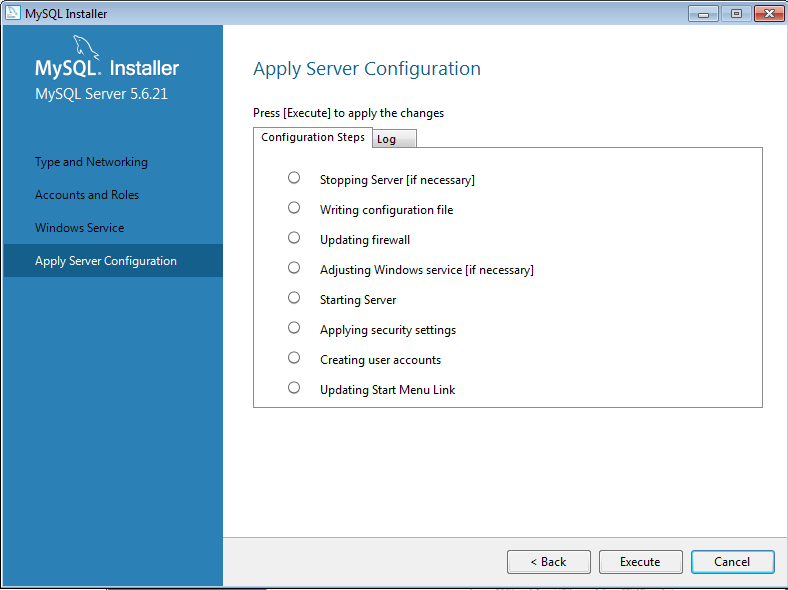 MySQL Installer
MySQL. Installer
MySQL Server 5.6.21
Type and Networking
Accounts and Roles
Windows Service
Apply Server Configuration
Apply Server Configuration
Press [Execute] to apply the changes
Configuration Steps
Log
Stopping Server [if necessary]
Writing configuration file
Updating firewall
Adjusting Windows service [if necessary]
Starting Server
Applying security settings
Creating user accounts
Updating Start Menu Link
< Back
Execute
Cancel